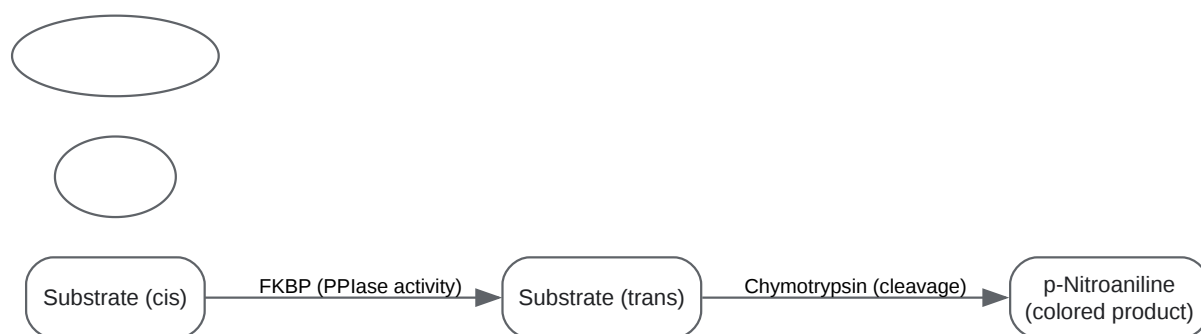 Substrate (cis)
FKBP (PPIase activity)
Substrate (trans)
Chymotrypsin (cleavage)
p-Nitroaniline
(colored product)